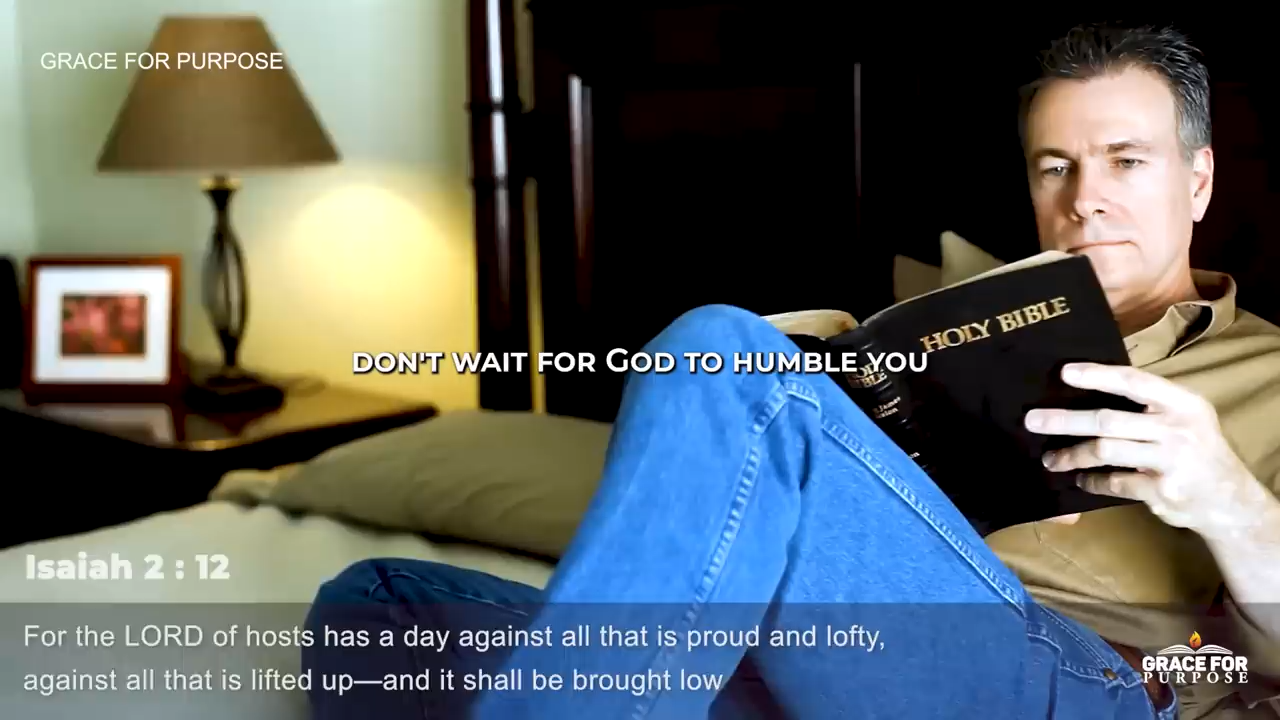 GRACE FOR PURPOSE
HOLY BIBLE
DON'T WAIT FOR GOD TO HUMBLE YOU
HOLY
BIBLE
Isaiah 2 : 12
For the LORD of hosts has a day against all that is proud and lofty,
against all that is lifted up—and it shall be brought low
GRACE FOR
PURPOSE